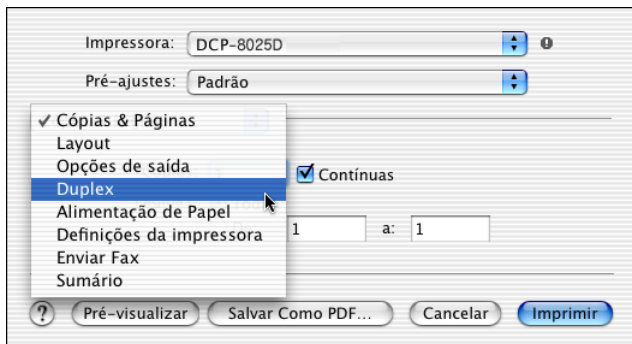 Impressora: DCP-8025D
Pré-ajustes: Padrão
✓ Cópias & Páginas
Layout
Opções de saída
Contínuas
Duplex
Alimentação de Papel
Definições da impressora
1 a: 1
Enviar Fax
Sumário
? Pré-visualizar Salvar Como PDF... Cancelar Imprimir